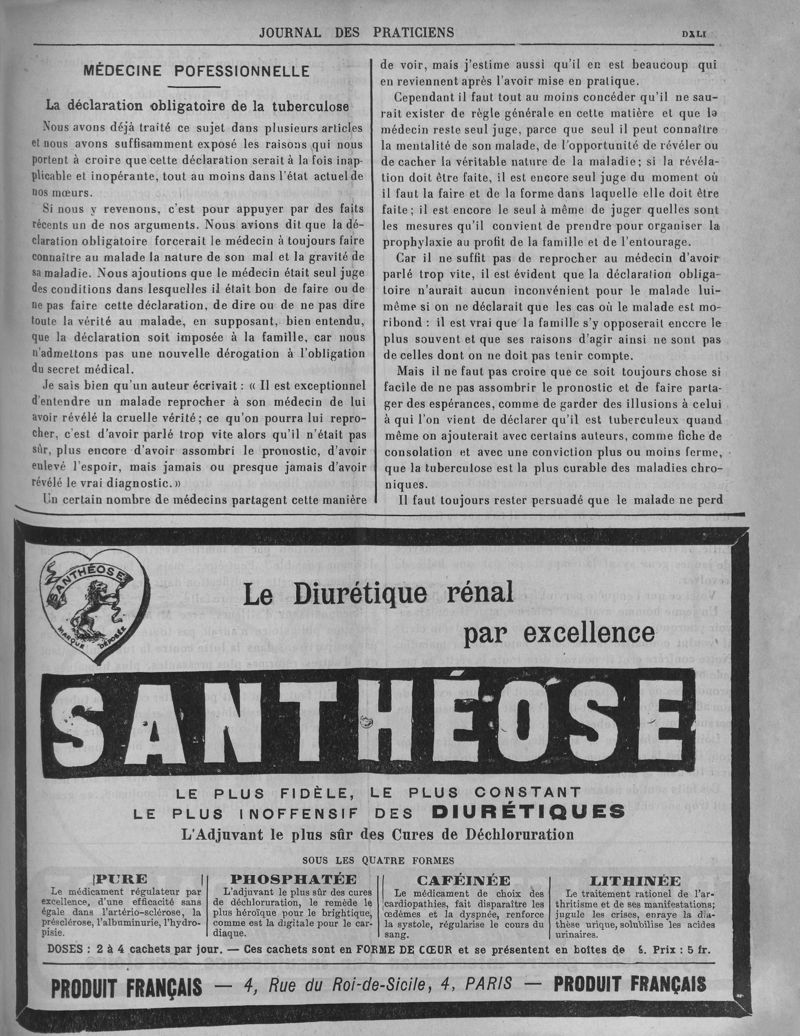 JOURNAL DES PRATICIENS
DXLI
MÉDECINE POFESSIONNELLE
La déclaration obligatoire de la tuberculose
Nous avons déjà traité ce sujet dans plusieurs articles
et nous avons suffisamment exposé les raisons qui nous
portent à croire que cette déclaration serait à la fois inap-
plicable et inopérante, tout au moins dans l'état actuel de
nos mœurs.
Si nous y revenons, c'est pour appuyer par des faits
récents un de nos arguments. Nous avions dit que la dé-
claration obligatoire forcerait le médecin à toujours faire
connaître au malade la nature de son mal et la gravité de
sa maladie. Nous ajoutions que le médecin était seul juge
des conditions dans lesquelles il était bon de faire ou de
ne pas faire cette déclaration, de dire ou de ne pas dire
toute la vérité au malade, en supposant, bien entendu,
que la déclaration soit imposée à la famille, car nous
n'admettons pas une nouvelle dérogation à l'obligation
du secret médical.
Je sais bien qu'un auteur écrivait : « Il est exceptionnel
d'entendre un malade reprocher à son médecin de lui
avoir révélé la cruelle vérité ; ce qu'on pourra lui repro-
cher, c'est d'avoir parlé trop vite alors qu'il n'était pas
sûr, plus encore d'avoir assombri le pronostic, d'avoir
enlevé l'espoir, mais jamais ou presque jamais d'avoir
révélé le vrai diagnostic. »
Un certain nombre de médecins partagent cette manière
de voir, mais j'estime aussi qu'il en est beaucoup qui
en reviennent après l'avoir mise en pratique.
Cependant il faut tout au moins concéder qu'il ne sau-
rait exister de règle générale en cette matière et que le
médecin reste seul juge, parce que seul il peut connaître
la mentalité de son malade, de l'opportunité de révéler ou
de cacher la véritable nature de la maladie ; si la révéla-
tion doit être faite, il est encore seul juge du moment où
il faut la faire et de la forme dans laquelle elle doit être
faite ; il est encore le seul à même de juger quelles sont
les mesures qu'il convient de prendre pour organiser la
prophylaxie au profit de la famille et de l'entourage.
Car il ne suffit pas de reprocher au médecin d'avoir
parlé trop vite, il est évident que la déclaration obliga-
toire n'aurait aucun inconvénient pour le malade lui-
même si on ne déclarait que les cas où le malade est mo-
ribond : il est vrai que la famille s'y opposerait encore le
plus souvent et que ses raisons d'agir ainsi ne sont pas
de celles dont on ne doit pas tenir compte.
Mais il ne faut pas croire que ce soit toujours chose si
facile de ne pas assombrir le pronostic et de faire parta-
ger des espérances, comme de garder des illusions à celui
à qui l'on vient de déclarer qu'il est tuberculeux quand
même on ajouterait avec certains auteurs, comme fiche de
consolation et avec une conviction plus ou moins ferme,
que la tuberculose est la plus curable des maladies chro-
niques.
Il faut toujours rester persuadé que le malade ne perd
SANTHÉOSE
MARQUE DÉPOSÉE
Le Diurétique rénal
par excellence
SANTHÉOSE
LE PLUS FIDÈLE, LE PLUS CONSTANT
LE PLUS INOFFENSIF DES DIURÉTIQUES
L'Adjuvant le plus sûr des Cures de Déchloruration
SOUS LES QUATRE FORMES
PURE
Le médicament régulateur par
excellence, d'une efficacité sans
égale dans l'artério-sclérose, la
présclérose, l'albuminurie, l'hydro-
pisie.
PHOSPHATÉE
L'adjuvant le plus sûr des cures
de déchloruration, le remède le
plus héroïque pour le brightique,
comme est la digitale pour le car-
diaque.
CAFÉINÉE
Le médicament de choix des
cardiopathies, fait disparaître les
œdèmes et la dyspnée, renforce
la systole, régularise le cours du
sang.
LITHINÉE
Le traitement rationel de l'ar-
thritisme et de ses manifestations;
jugule les crises, enraye la dia-
thèse urique, solubilise les acides
urinaires.
DOSES : 2 à 4 cachets par jour. — Ces cachets sont en FORME DE CŒUR et se présentent en boîtes de Prix : 5 fr.
PRODUIT FRANÇAIS — 4, Rue du Roi-de-Sicile, 4, PARIS — PRODUIT FRANÇAIS